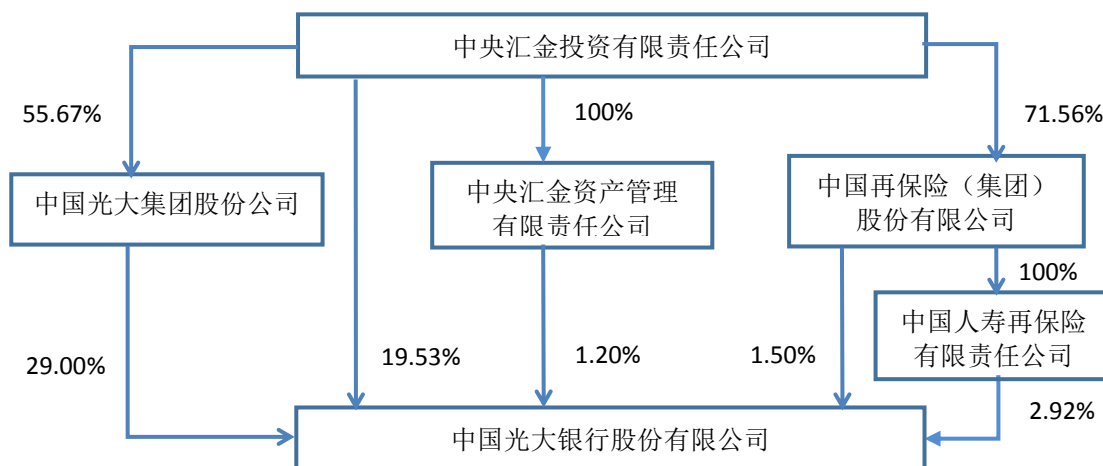 中央汇金投资有限责任公司
55.67%
100%
71.56%
中国光大集团股份公司
中央汇金资产管理
有限责任公司
中国再保险（集团）
股份有限公司
100%
中国人寿再保险
有限责任公司
29.00%
19.53%
1.20%
1.50%
2.92%
中国光大银行股份有限公司